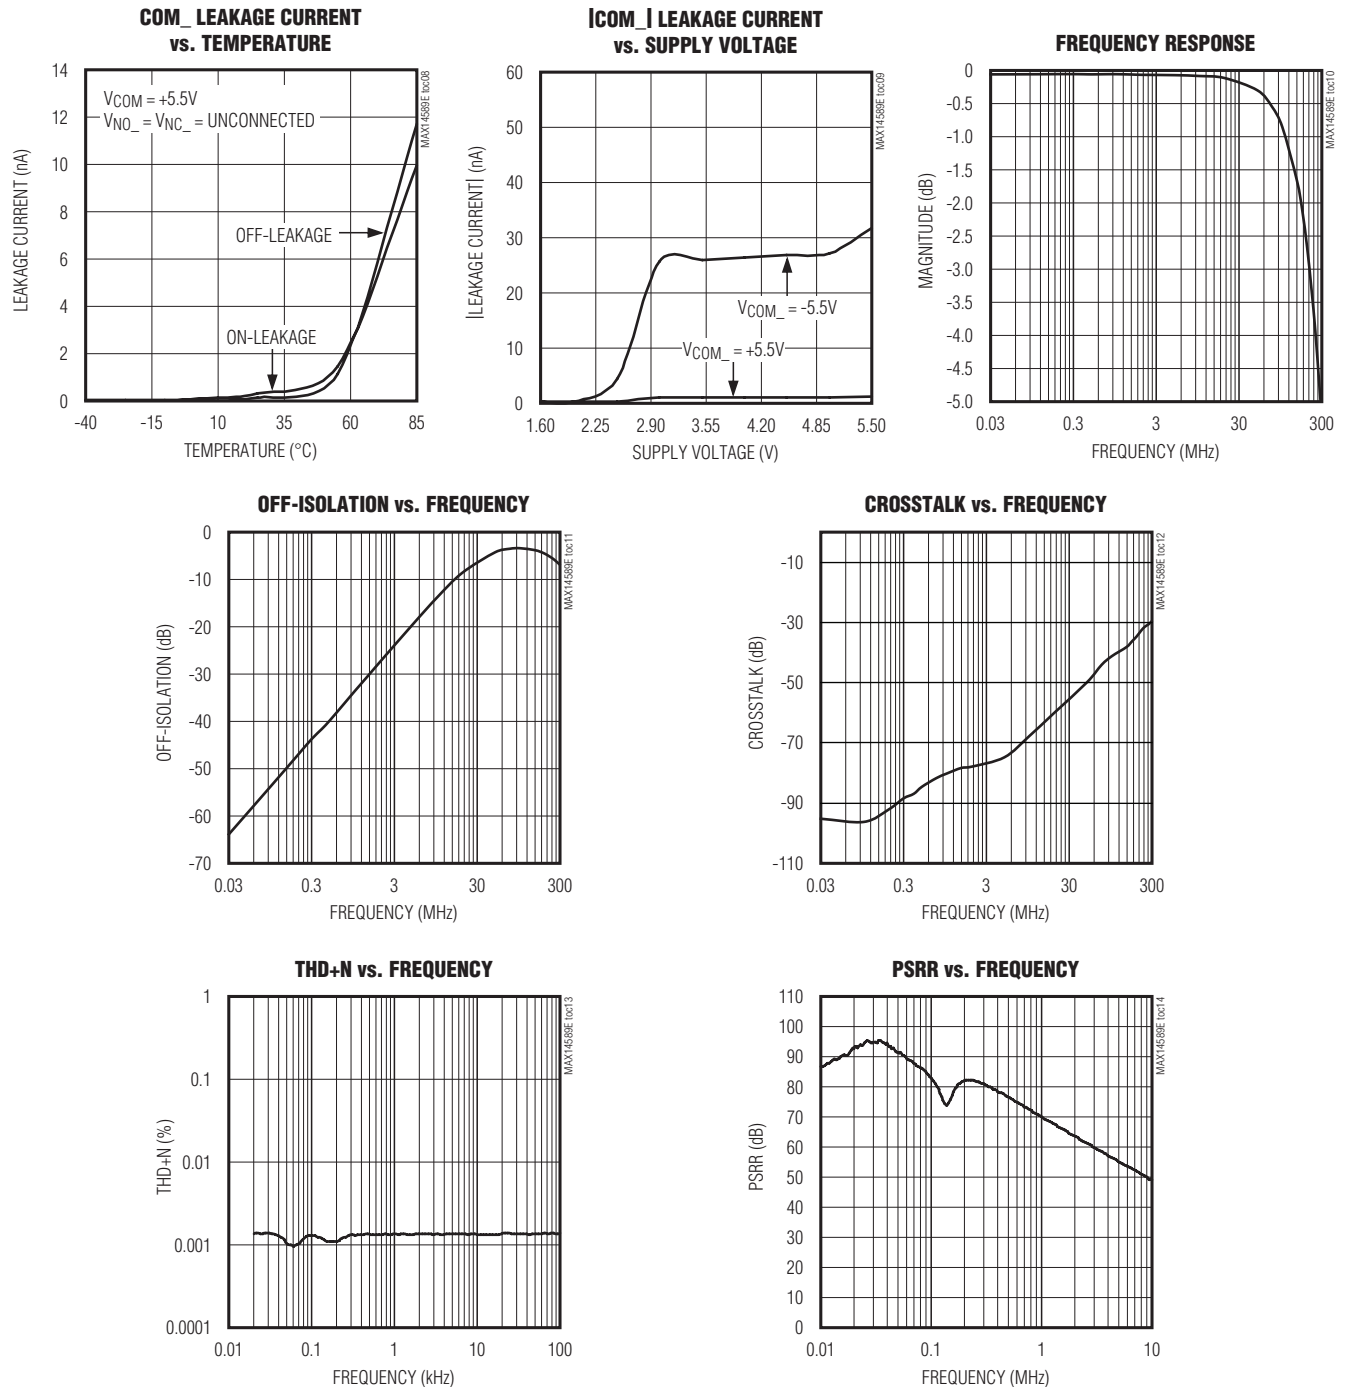 COM_ LEAKAGE CURRENT
vs. TEMPERATURE
14
12
10
8
6
4
2
0
LEAKAGE CURRENT (nA)
VCOM = +5.5V
VNO_ = VNC_ = UNCONNECTED
OFF-LEAKAGE
ON-LEAKAGE
MAX14589E toc08
-40
-15
10
35
60
85
TEMPERATURE (°C)
|COM_| LEAKAGE CURRENT
vs. SUPPLY VOLTAGE
60
50
40
30
20
10
0
|LEAKAGE CURRENT| (nA)
VCOM_ = -5.5V
VCOM_ = +5.5V
MAX14589E toc09
1.60
2.25
2.90
3.55
4.20
4.85
5.50
SUPPLY VOLTAGE (V)
FREQUENCY RESPONSE
0
-0.5
-1.0
-1.5
-2.0
-2.5
-3.0
-3.5
-4.0
-4.5
-5.0
MAGNITUDE (dB)
MAX14589E toc10
0.03
0.3
3
30
300
FREQUENCY (MHz)
OFF-ISOLATION vs. FREQUENCY
0
-10
-20
-30
-40
-50
-60
-70
OFF-ISOLATION (dB)
MAX14589E toc11
0.03
0.3
3
30
300
FREQUENCY (MHz)
CROSSTALK vs. FREQUENCY
-10
-30
-50
-70
-90
-110
CROSSTALK (dB)
MAX14589E toc12
0.03
0.3
3
30
300
FREQUENCY (MHz)
THD+N vs. FREQUENCY
1
0.1
0.01
0.001
0.0001
THD+N (%)
MAX14589E toc13
0.01
0.1
1
10
100
FREQUENCY (kHz)
PSRR vs. FREQUENCY
110
100
90
80
70
60
50
40
30
20
10
0
PSRR (dB)
MAX14589E toc14
0.01
0.1
1
10
FREQUENCY (MHz)